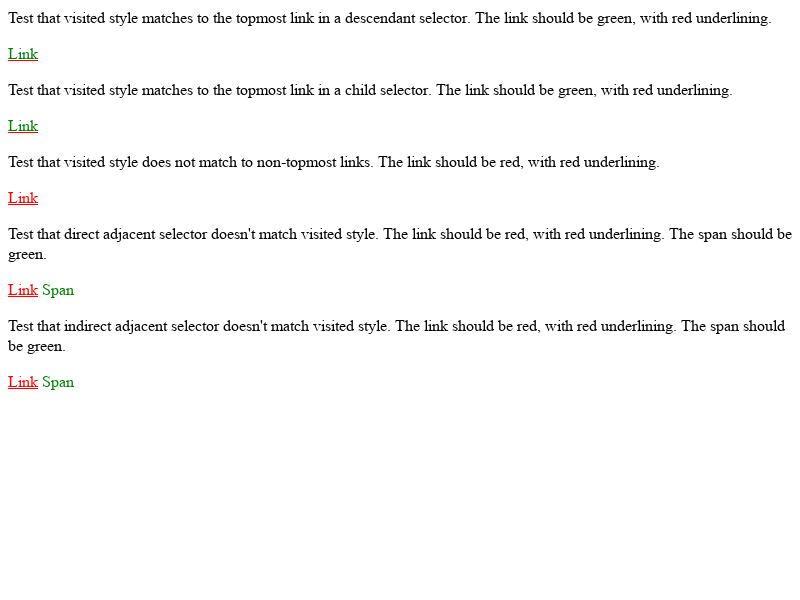 Test that visited style matches to the topmost link in a descendant selector. The link should be green, with red underlining.
Link
Test that visited style matches to the topmost link in a child selector. The link should be green, with red underlining.
Link
Test that visited style does not match to non-topmost links. The link should be red, with red underlining.
Link
Test that direct adjacent selector doesn't match visited style. The link should be red, with red underlining. The span should be
green.
Link Span
Test that indirect adjacent selector doesn't match visited style. The link should be red, with red underlining. The span should
be green.
Link Span